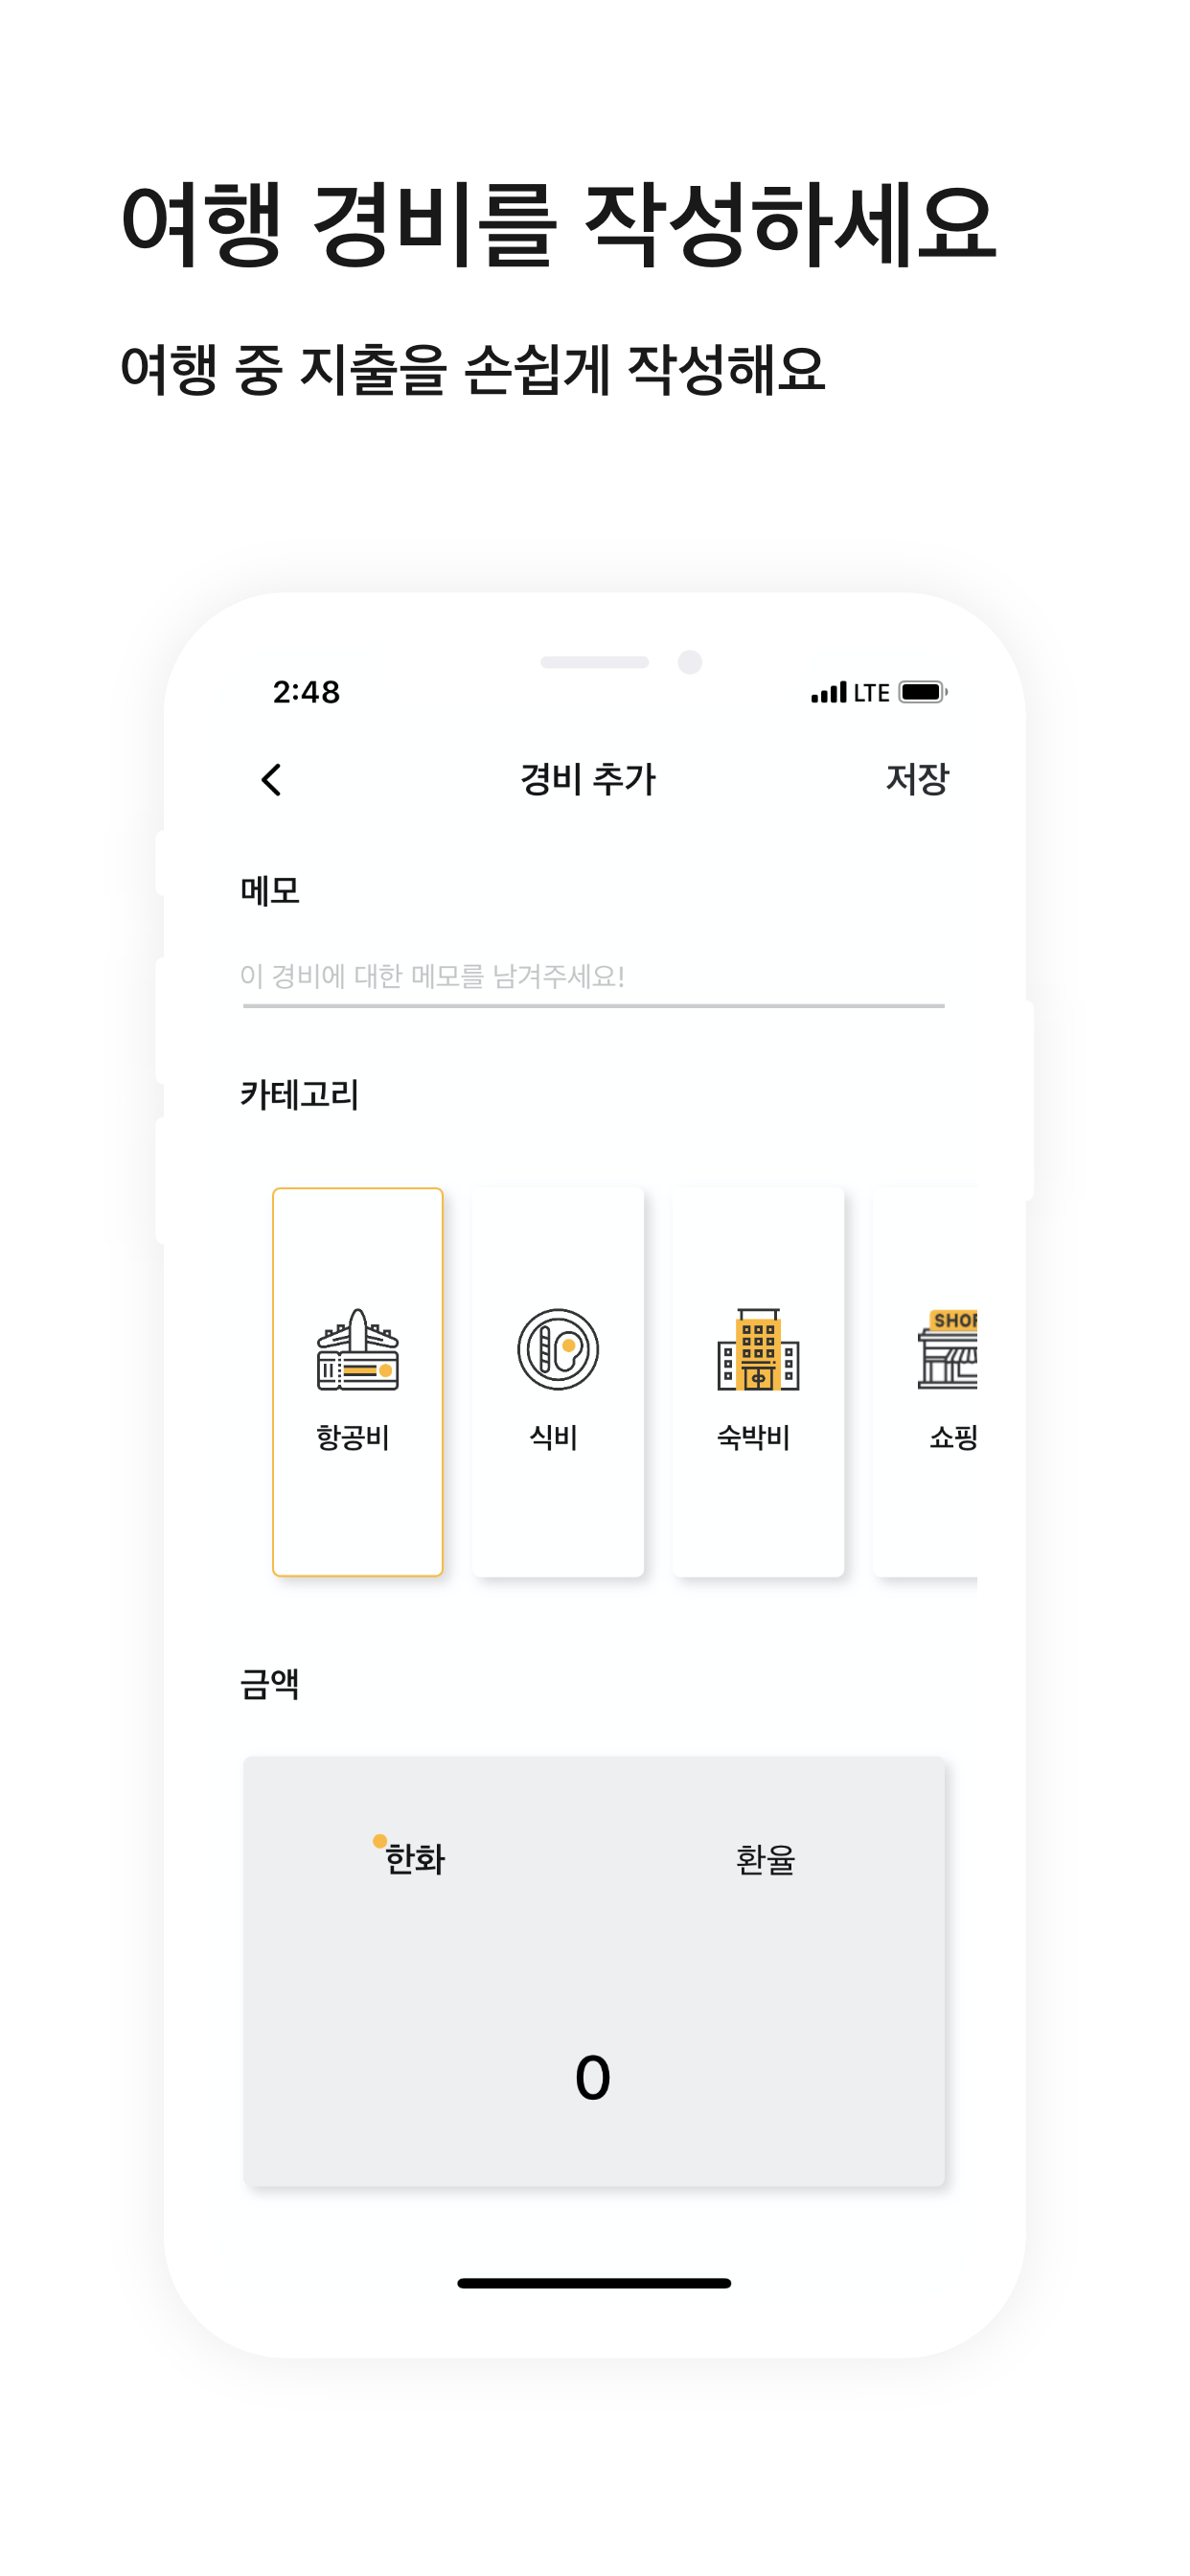 여행 경비를 작성하세요
여행 중 지출을 손쉽게 작성해요
2:48 LTE
경비 추가 저장
메모
이 경비에 대한 메모를 남겨주세요!
카테고리
SHOP
항공비 식비 숙박비 쇼핑
금액
한화 환율
0